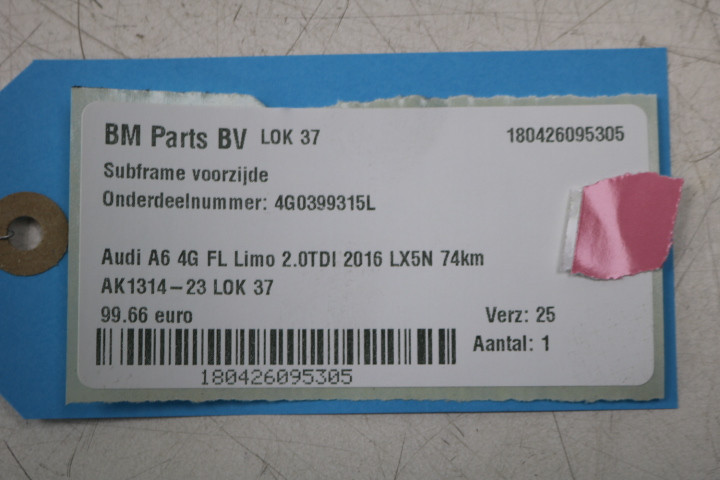 BM Parts BV LOK 37 180426095305
Subframe voorzijde
Onderdeelnummer: 4G0399315L
Audi A6 4G FL Limo 2.0TDI 2016 LX5N 74km
AK1314-23 LOK 37
99.66 euro Verz: 25
Aantal: 1
180426095305